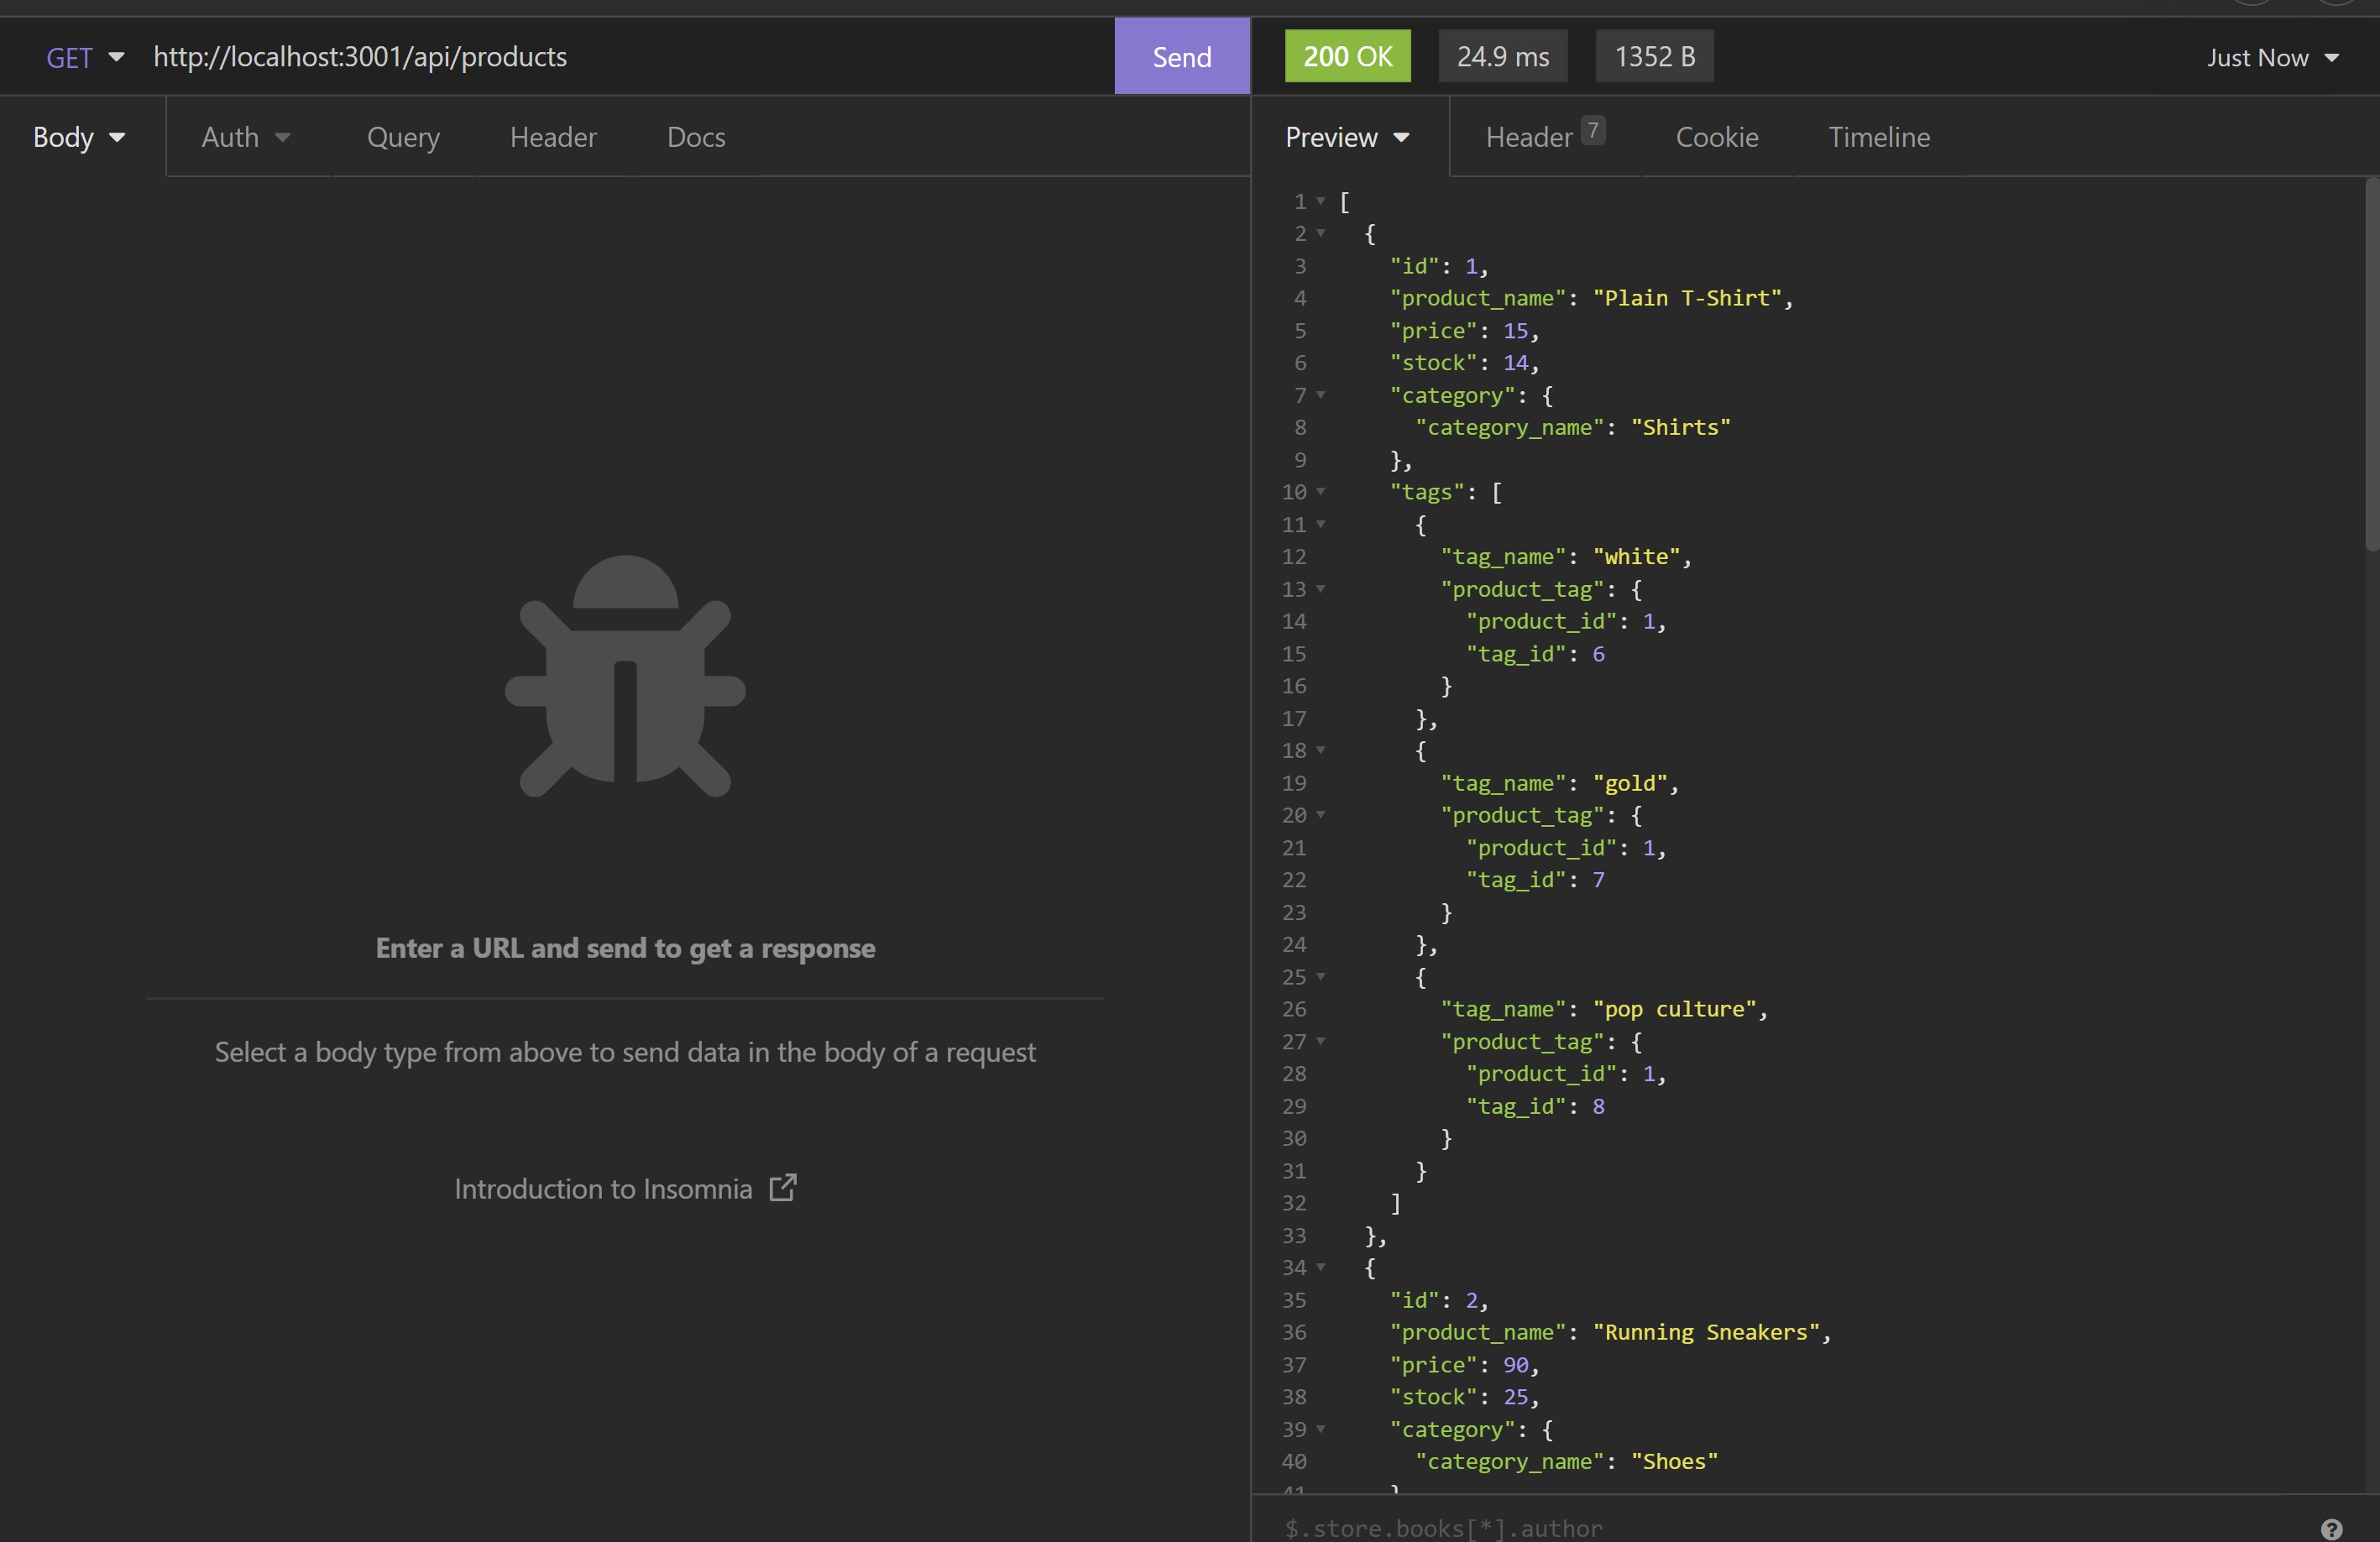 GET http://localhost:3001/api/products Send
200 OK 24.9 ms 1352 B Just Now
Body Auth Query Header Docs
Enter a URL and send to get a response
Select a body type from above to send data in the body of a request
Introduction to Insomnia
Preview Header 7 Cookie Timeline
1 [
2 {
3 "id": 1,
4 "product_name": "Plain T-Shirt",
5 "price": 15,
6 "stock": 14,
7 "category": {
8 "category_name": "Shirts"
9 },
10 "tags": [
11 {
12 "tag_name": "white",
13 "product_tag": {
14 "product_id": 1,
15 "tag_id": 6
16 }
17 },
18 {
19 "tag_name": "gold",
20 "product_tag": {
21 "product_id": 1,
22 "tag_id": 7
23 }
24 },
25 {
26 "tag_name": "pop culture",
27 "product_tag": {
28 "product_id": 1,
29 "tag_id": 8
30 }
31 }
32 ]
33 },
34 {
35 "id": 2,
36 "product_name": "Running Sneakers",
37 "price": 90,
38 "stock": 25,
39 "category": {
40 "category_name": "Shoes"
41
$.store.books[*].author